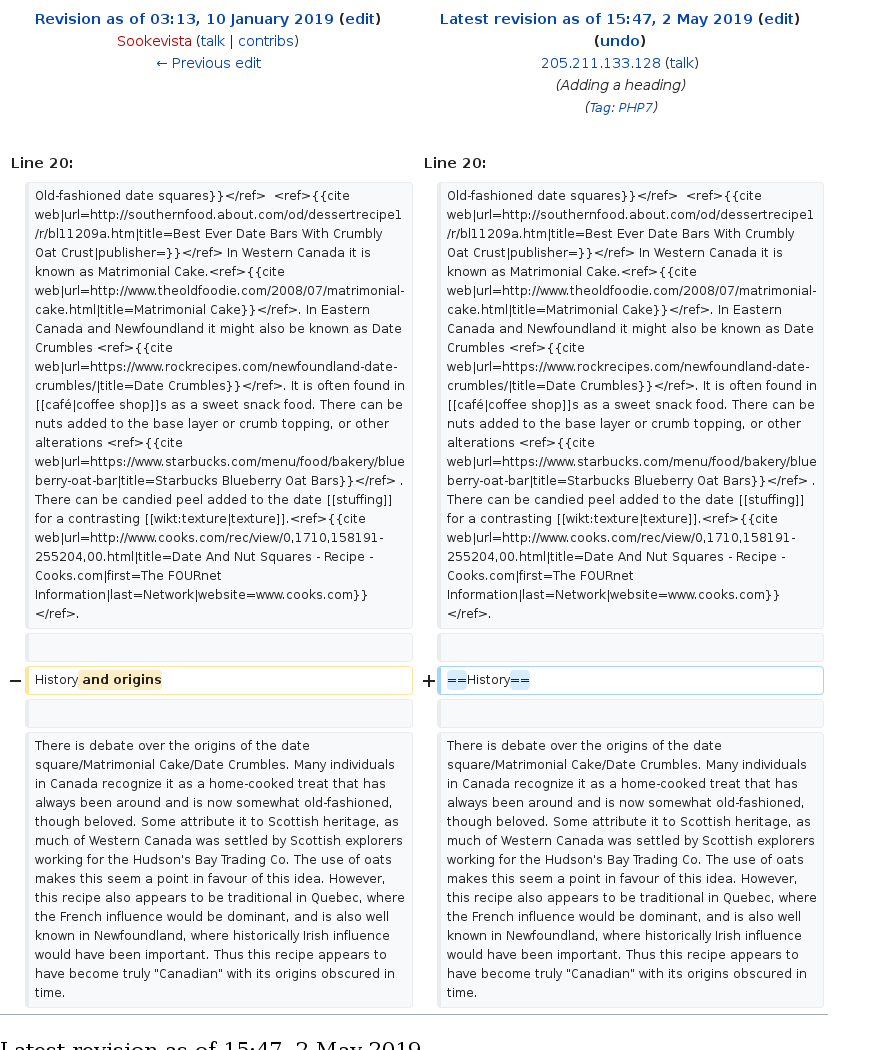 Revision as of 03:13, 10 January 2019 (edit)
Sookevista (talk | contribs)
← Previous edit
Latest revision as of 15:47, 2 May 2019 (edit)
(undo)
205.211.133.128 (talk)
(Adding a heading)
(Tag: PHP7)
Line 20:
Old-fashioned date squares}}</ref>  <ref>{{cite
web|url=http://southernfood.about.com/od/dessertrecipe1
/r/bl11209a.htm|title=Best Ever Date Bars With Crumbly
Oat Crust|publisher=}}</ref> In Western Canada it is
known as Matrimonial Cake.<ref>{{cite
web|url=http://www.theoldfoodie.com/2008/07/matrimonial-
cake.html|title=Matrimonial Cake}}</ref>. In Eastern
Canada and Newfoundland it might also be known as Date
Crumbles <ref>{{cite
web|url=https://www.rockrecipes.com/newfoundland-date-
crumbles/|title=Date Crumbles}}</ref>. It is often found in
[[café|coffee shop]]s as a sweet snack food. There can be
nuts added to the base layer or crumb topping, or other
alterations <ref>{{cite
web|url=https://www.starbucks.com/menu/food/bakery/blue
berry-oat-bar|title=Starbucks Blueberry Oat Bars}}</ref> .
There can be candied peel added to the date [[stuffing]]
for a contrasting [[wikt:texture|texture]].<ref>{{cite
web|url=http://www.cooks.com/rec/view/0,1710,158191-
255204,00.html|title=Date And Nut Squares - Recipe -
Cooks.com|first=The FOURnet
Information|last=Network|website=www.cooks.com}}
</ref>.
− History and origins
There is debate over the origins of the date
square/Matrimonial Cake/Date Crumbles. Many individuals
in Canada recognize it as a home-cooked treat that has
always been around and is now somewhat old-fashioned,
though beloved. Some attribute it to Scottish heritage, as
much of Western Canada was settled by Scottish explorers
working for the Hudson's Bay Trading Co. The use of oats
makes this seem a point in favour of this idea. However,
this recipe also appears to be traditional in Quebec, where
the French influence would be dominant, and is also well
known in Newfoundland, where historically Irish influence
would have been important. Thus this recipe appears to
have become truly "Canadian" with its origins obscured in
time.
Line 20:
Old-fashioned date squares}}</ref>  <ref>{{cite
web|url=http://southernfood.about.com/od/dessertrecipe1
/r/bl11209a.htm|title=Best Ever Date Bars With Crumbly
Oat Crust|publisher=}}</ref> In Western Canada it is
known as Matrimonial Cake.<ref>{{cite
web|url=http://www.theoldfoodie.com/2008/07/matrimonial-
cake.html|title=Matrimonial Cake}}</ref>. In Eastern
Canada and Newfoundland it might also be known as Date
Crumbles <ref>{{cite
web|url=https://www.rockrecipes.com/newfoundland-date-
crumbles/|title=Date Crumbles}}</ref>. It is often found in
[[café|coffee shop]]s as a sweet snack food. There can be
nuts added to the base layer or crumb topping, or other
alterations <ref>{{cite
web|url=https://www.starbucks.com/menu/food/bakery/blue
berry-oat-bar|title=Starbucks Blueberry Oat Bars}}</ref> .
There can be candied peel added to the date [[stuffing]]
for a contrasting [[wikt:texture|texture]].<ref>{{cite
web|url=http://www.cooks.com/rec/view/0,1710,158191-
255204,00.html|title=Date And Nut Squares - Recipe -
Cooks.com|first=The FOURnet
Information|last=Network|website=www.cooks.com}}
</ref>.
+ ==History==
There is debate over the origins of the date
square/Matrimonial Cake/Date Crumbles. Many individuals
in Canada recognize it as a home-cooked treat that has
always been around and is now somewhat old-fashioned,
though beloved. Some attribute it to Scottish heritage, as
much of Western Canada was settled by Scottish explorers
working for the Hudson's Bay Trading Co. The use of oats
makes this seem a point in favour of this idea. However,
this recipe also appears to be traditional in Quebec, where
the French influence would be dominant, and is also well
known in Newfoundland, where historically Irish influence
would have been important. Thus this recipe appears to
have become truly "Canadian" with its origins obscured in
time.
Latest revision as of 15:47, 2 May 2019